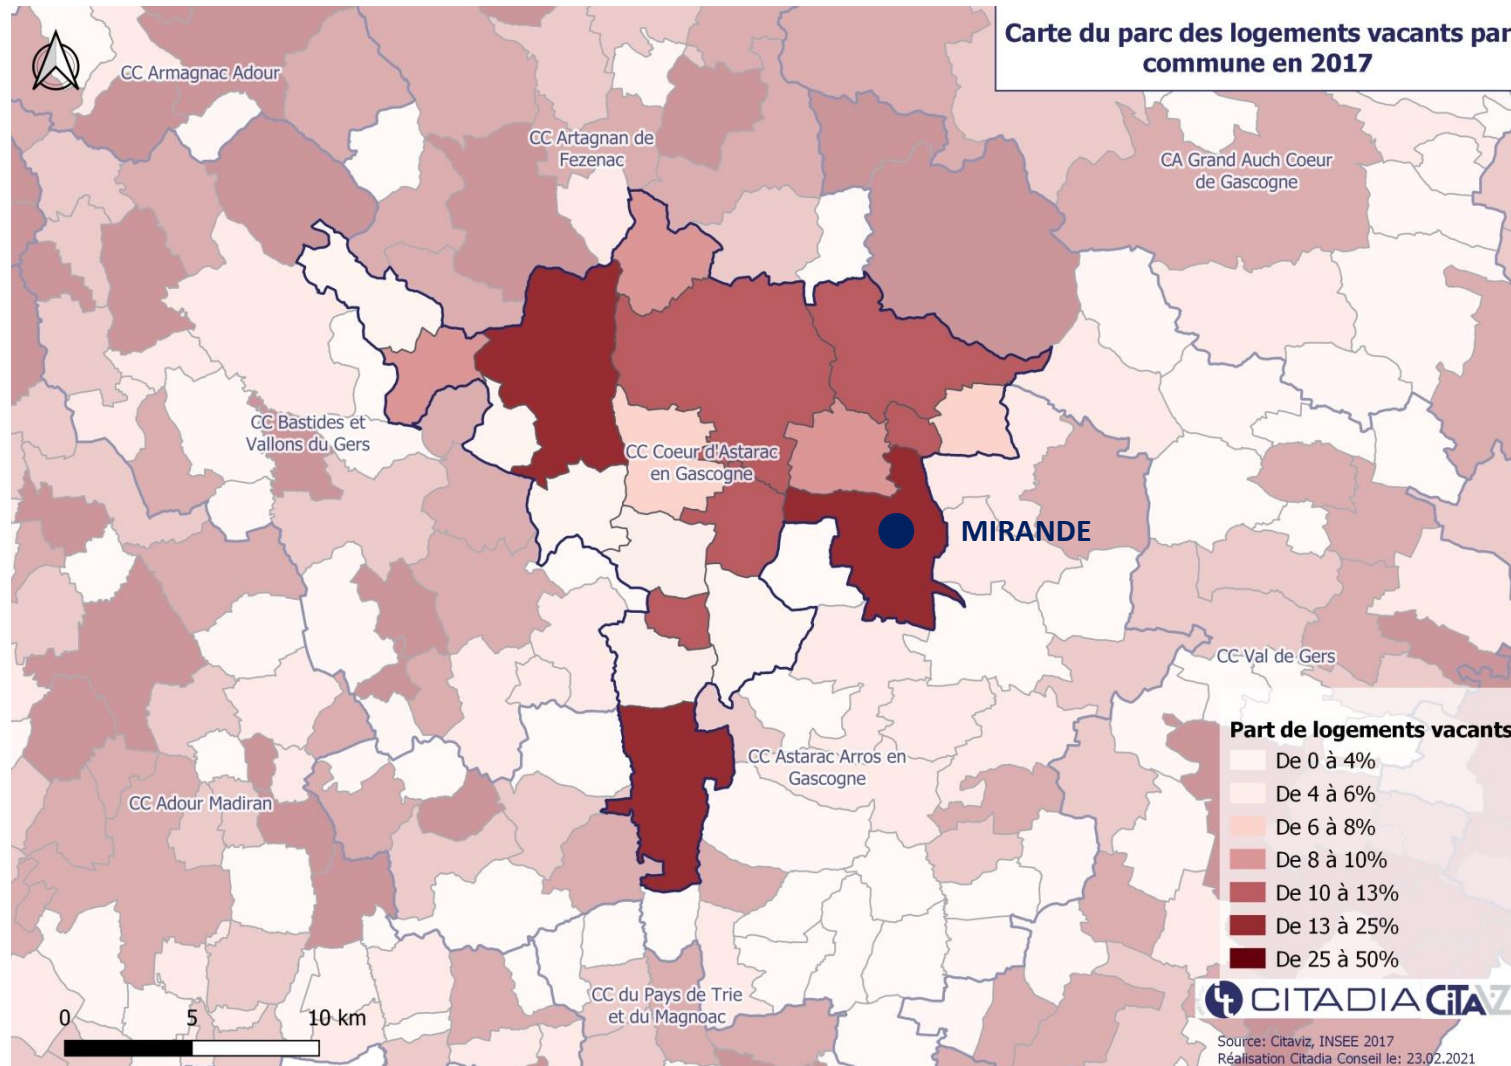 Carte du parc des logements vacants par
commune en 2017
CC Armagnac Adour
CC Artagnan de
Fezenac
CA Grand Auch Coeur
de Gascogne
CC Bastides et
Vallons du Gers
CC Coeur d'Astarac
en Gascogne
MIRANDE
CC Val de Gers
CC Astarac Arros en
Gascogne
CC Adour Madiran
CC du Pays de Trie
et du Magnoac
Part de logements vacants
De 0 à 4%
De 4 à 6%
De 6 à 8%
De 8 à 10%
De 10 à 13%
De 13 à 25%
De 25 à 50%
0 5 10 km
CITADIA CiTAVIZ
Source: Citaviz, INSEE 2017
Réalisation Citadia Conseil le: 23.02.2021